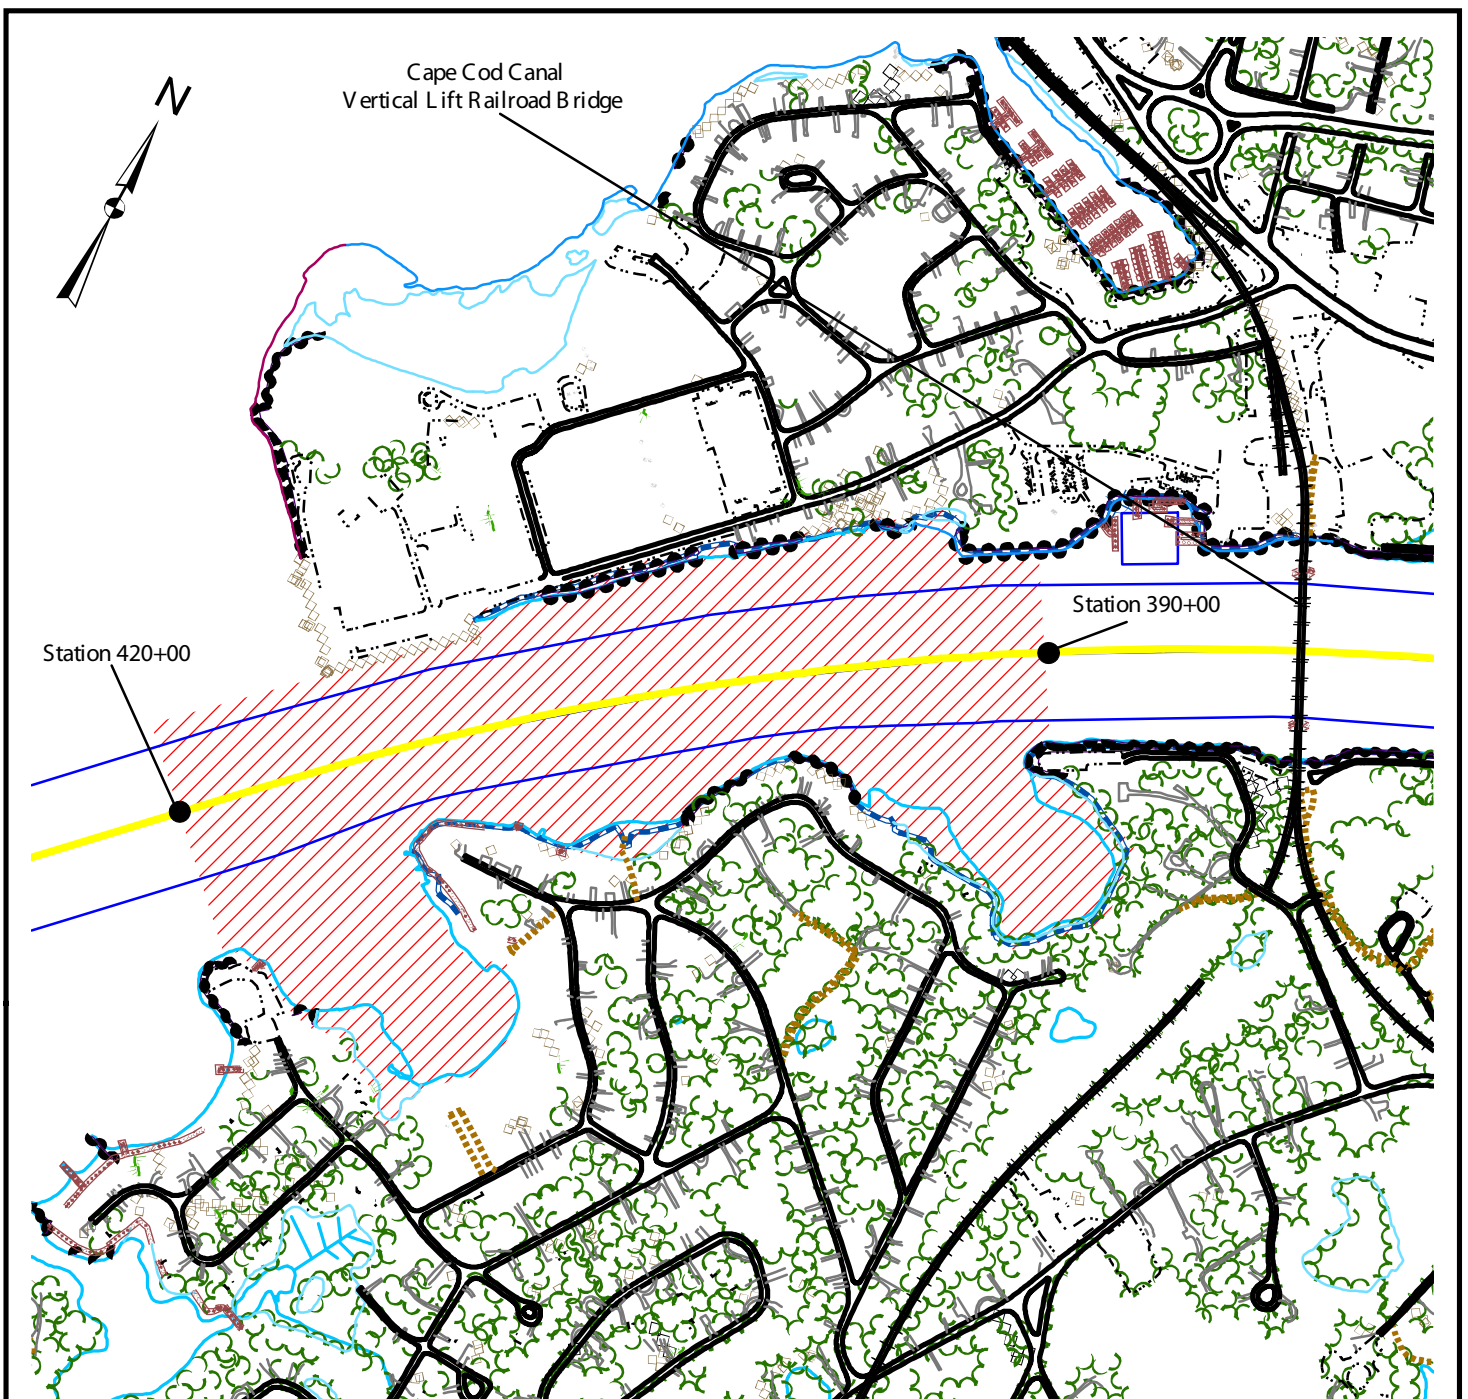 Cape Cod Canal
Vertical Lift Railroad Bridge
N
Station 390+00
Station 420+00